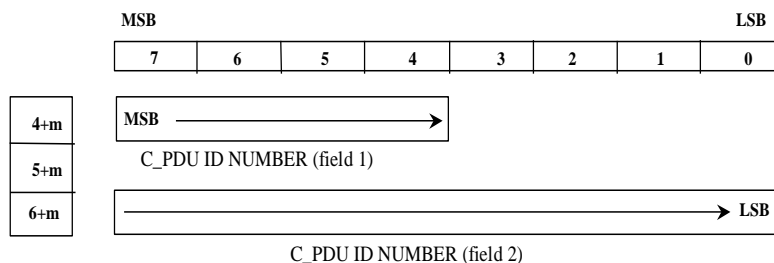 MSB LSB
7 6 5 4 3 2 1 0
4+m MSB
C_PDU ID NUMBER (field 1)
5+m
6+m LSB
C_PDU ID NUMBER (field 2)